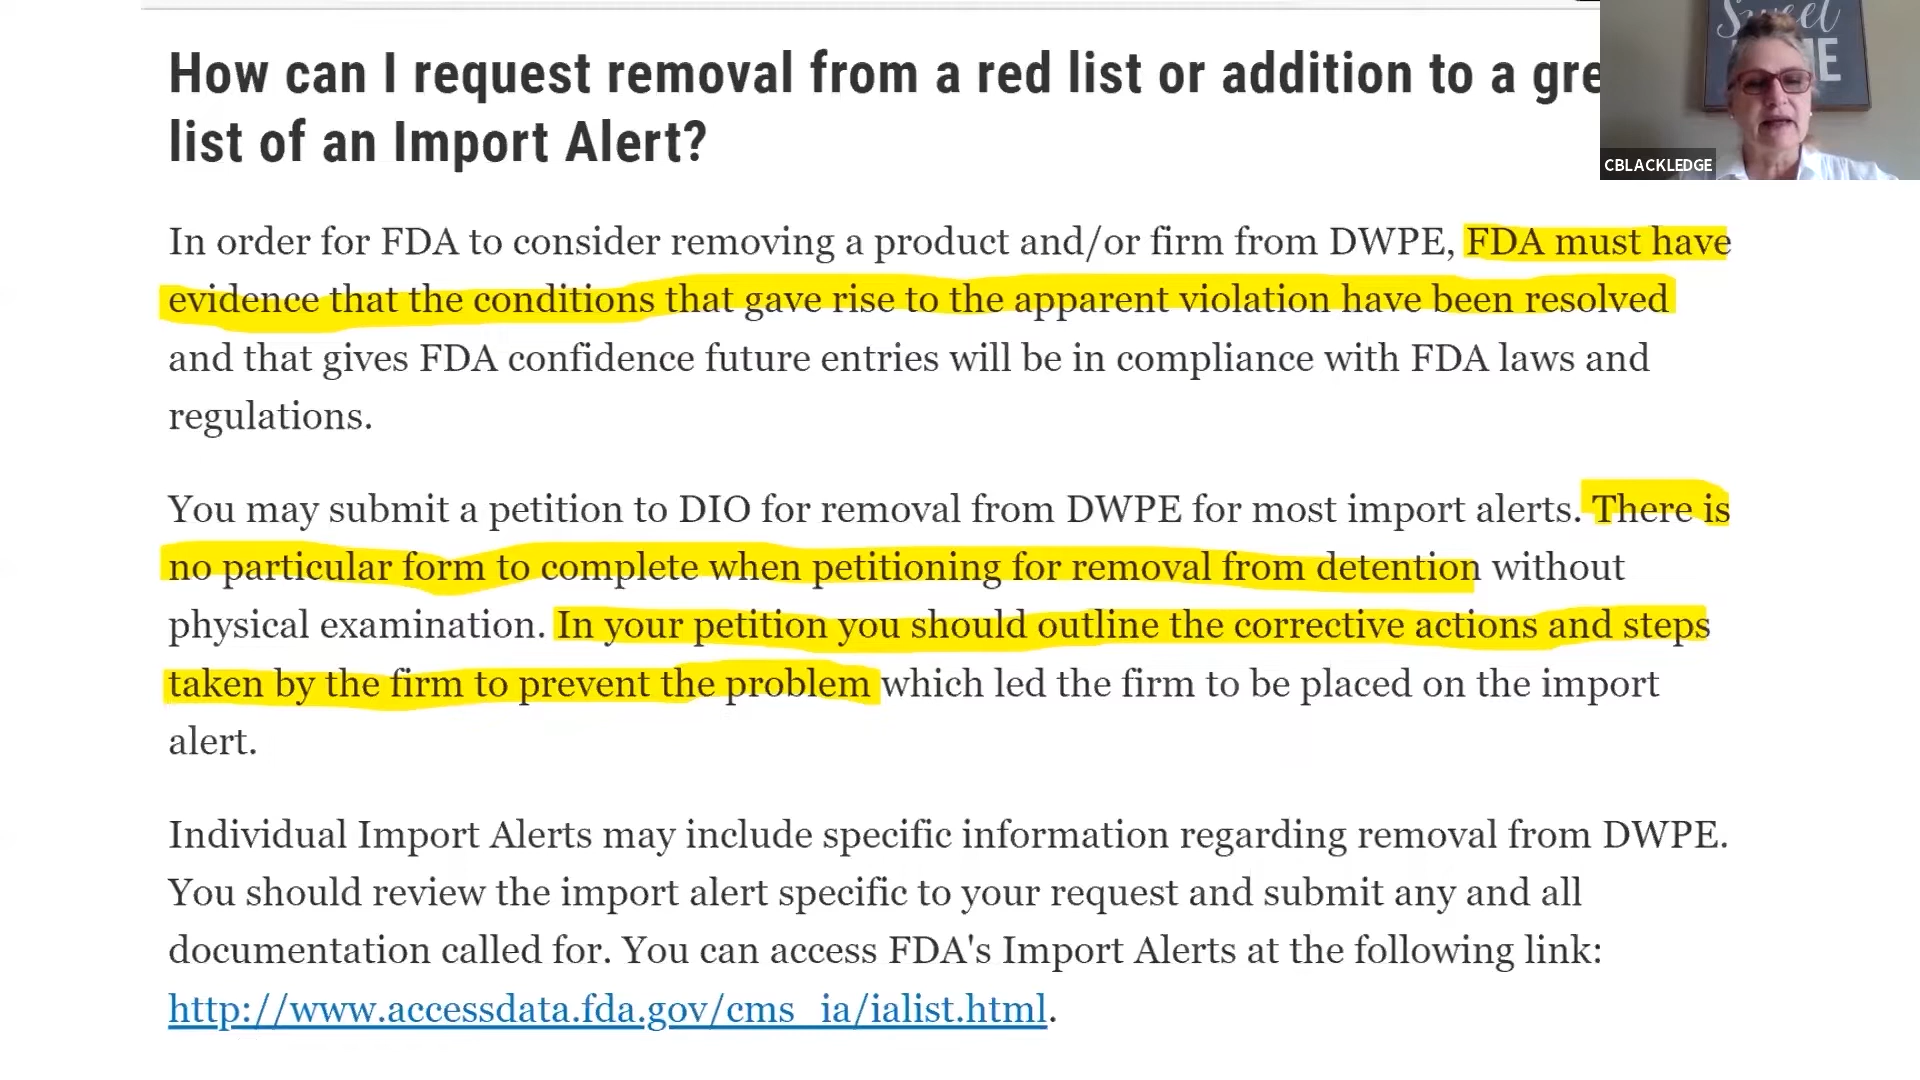 How can I request removal from a red list or addition to a gre
list of an Import Alert?
Sweet
CBLACKLEDGE
In order for FDA to consider removing a product and/or firm from DWPE, FDA must have
evidence that the conditions that gave rise to the apparent violation have been resolved
and that gives FDA confidence future entries will be in compliance with FDA laws and
regulations.
You may submit a petition to DIO for removal from DWPE for most import alerts. There is
no particular form to complete when petitioning for removal from detention without
physical examination. In your petition you should outline the corrective actions and steps
taken by the firm to prevent the problem which led the firm to be placed on the import
alert.
Individual Import Alerts may include specific information regarding removal from DWPE.
You should review the import alert specific to your request and submit any and all
documentation called for. You can access FDA's Import Alerts at the following link:
http://www.accessdata.fda.gov/cms_ia/ialist.html.